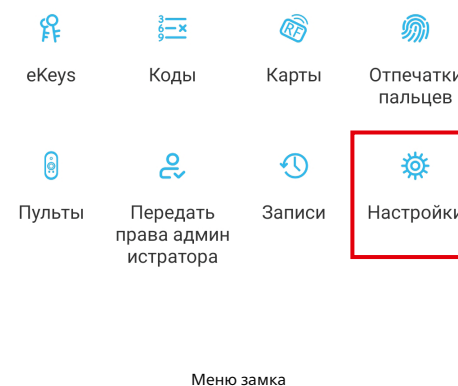 eKeys Коды Карты Отпечатки
пальцев
Пульты Передать Записи Настройки
права админ
истратора
Меню замка